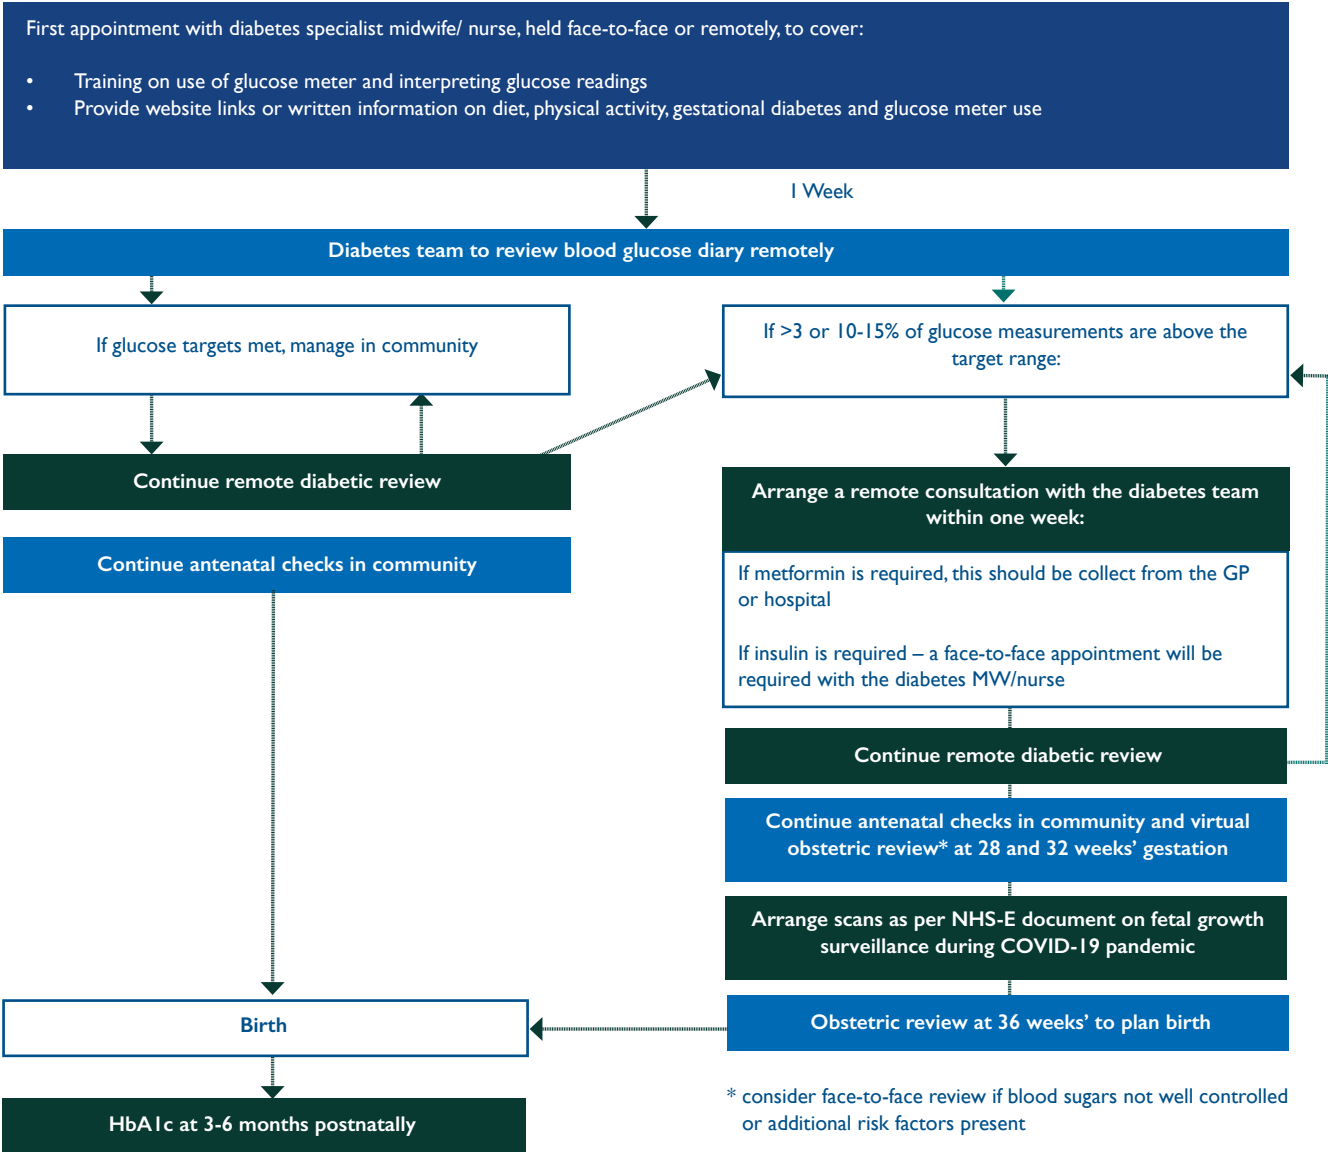 First appointment with diabetes specialist midwife/ nurse, held face-to-face or remotely, to cover:
• Training on use of glucose meter and interpreting glucose readings
• Provide website links or written information on diet, physical activity, gestational diabetes and glucose meter use
1 Week
Diabetes team to review blood glucose diary remotely
If glucose targets met, manage in community
If >3 or 10-15% of glucose measurements are above the
target range:
Continue remote diabetic review
Continue antenatal checks in community
Arrange a remote consultation with the diabetes team
within one week:
If metformin is required, this should be collect from the GP
or hospital
If insulin is required – a face-to-face appointment will be
required with the diabetes MW/nurse
Continue remote diabetic review
Continue antenatal checks in community and virtual
obstetric review* at 28 and 32 weeks’ gestation
Arrange scans as per NHS-E document on fetal growth
surveillance during COVID-19 pandemic
Obstetric review at 36 weeks’ to plan birth
Birth
HbA1c at 3-6 months postnatally
* consider face-to-face review if blood sugars not well controlled
or additional risk factors present